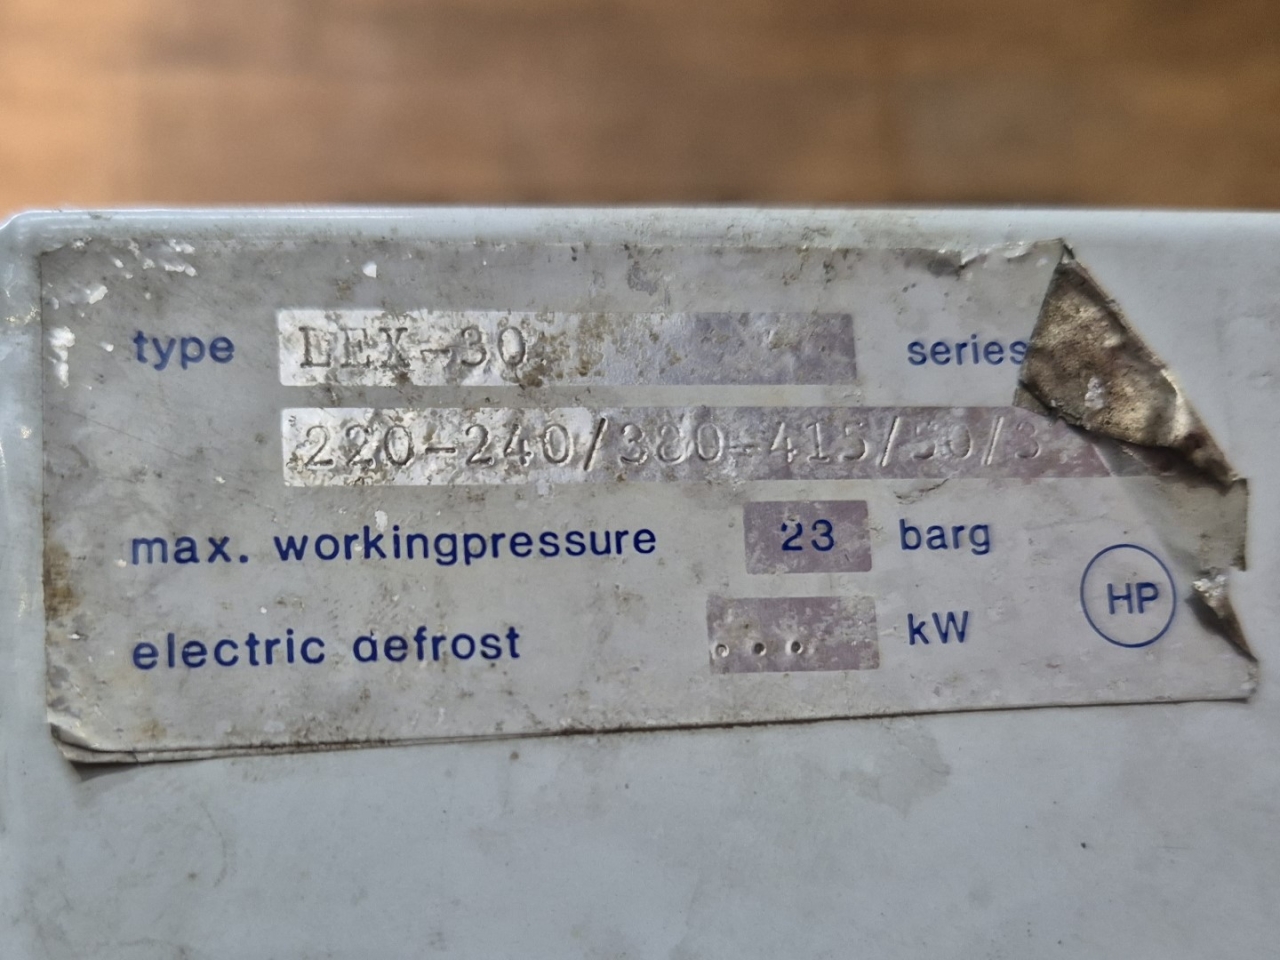 type LEX-30 series
220-240/380-415/50/3
max. workingpressure 23 barg
electric defrost ... kW
HP